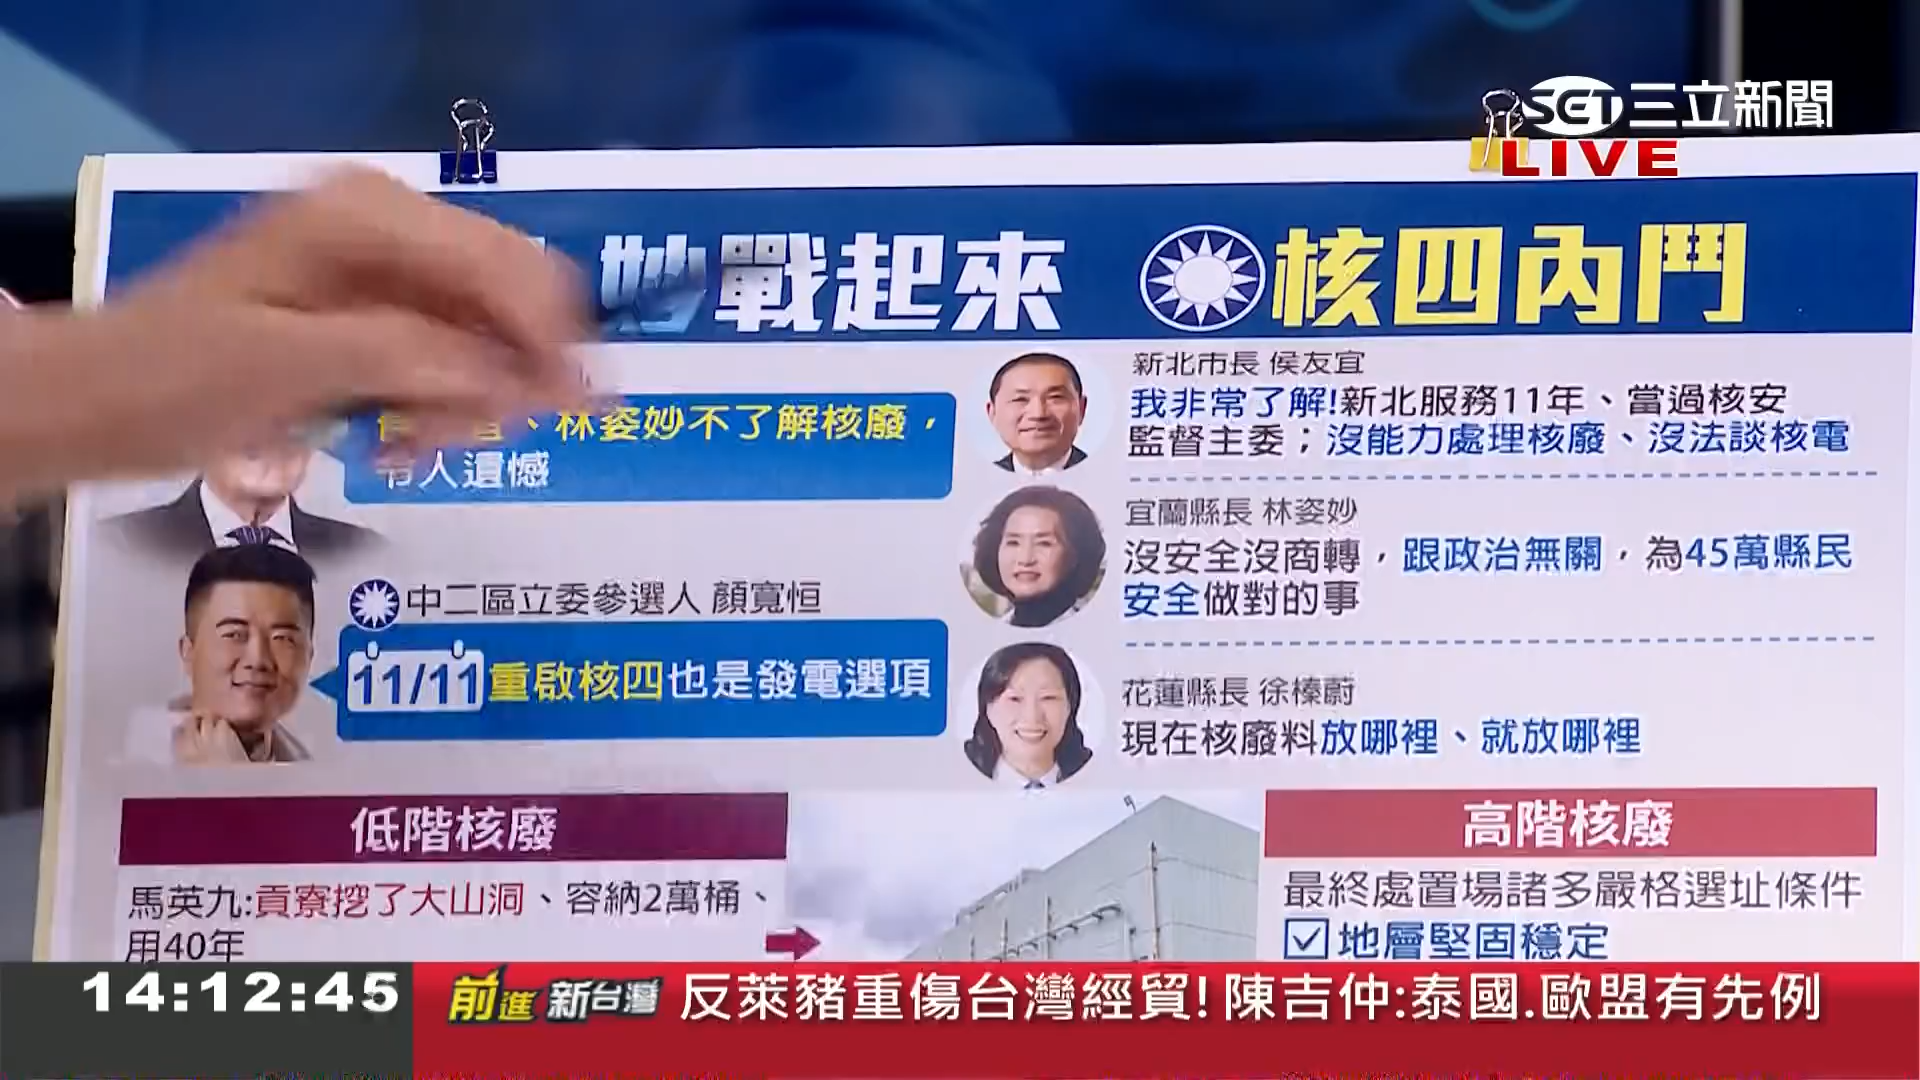 SET三立新聞
LIVE
妙戰起來 核四內鬥
林姿妙不了解核廢，
有人遺憾
中二區立委參選人 顏寬恒
11/11重啟核四也是發電選項
新北市長 侯友宜
我非常了解!新北服務11年、當過核安
監督主委；沒能力處理核廢、沒法談核電
宜蘭縣長 林姿妙
沒安全沒商轉，跟政治無關，為45萬縣民
安全做對的事
花蓮縣長 徐榛蔚
現在核廢料放哪裡、就放哪裡
低階核廢
馬英九:貢寮挖了大山洞、容納2萬桶、
用40年
高階核廢
最終處置場諸多嚴格選址條件
地層堅固穩定
14:12:45
前進新台灣
反萊豬重傷台灣經貿!陳吉仲:泰國.歐盟有先例